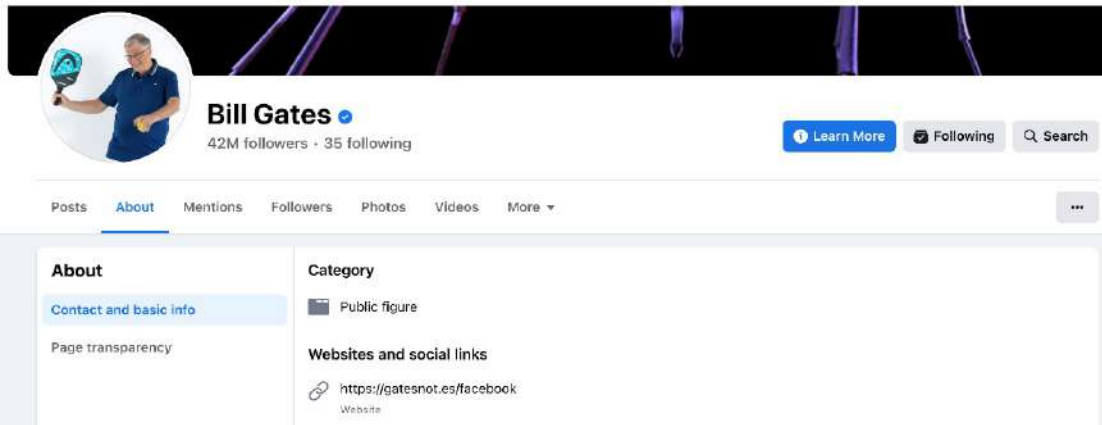 Bill Gates
42M followers · 35 following
Learn More
Following
Search
Posts
About
Mentions
Followers
Photos
Videos
More
About
Contact and basic info
Page transparency
Category
Public figure
Websites and social links
https://gatesnot.es/facebook
Website